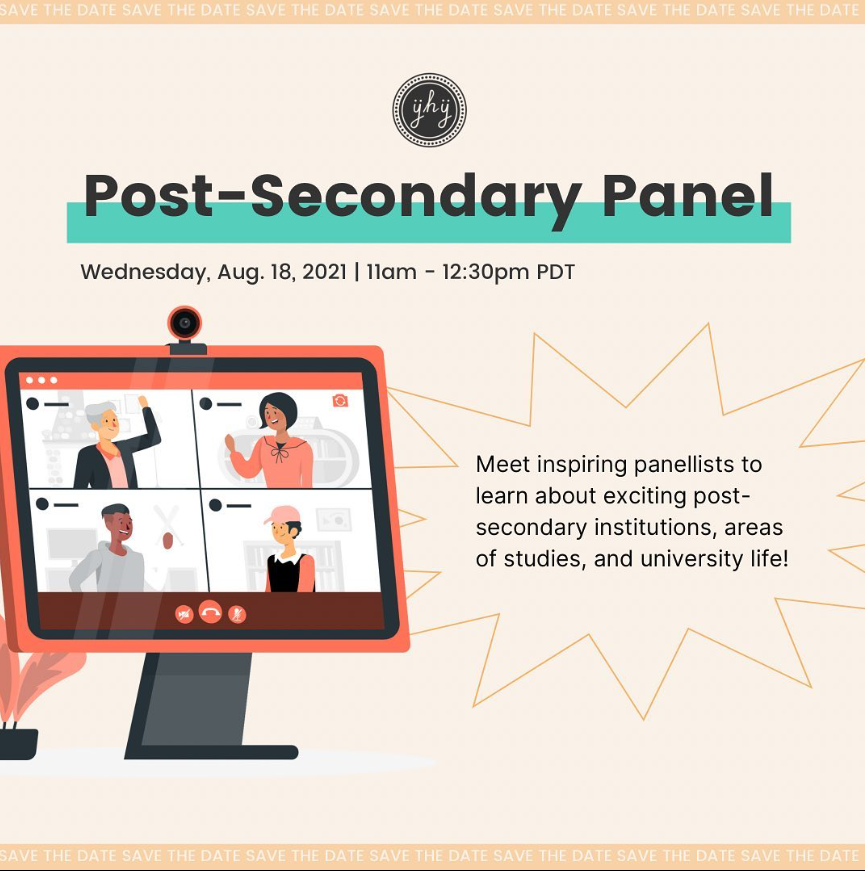 SAVE THE DATE SAVE THE DATE SAVE THE DATE SAVE THE DATE SAVE THE DATE SAVE THE DATE SAVE THE DATE
ÿhÿ
Post-Secondary Panel
Wednesday, Aug. 18, 2021 | 11am - 12:30pm PDT
Meet inspiring panellists to
learn about exciting post-
secondary institutions, areas
of studies, and university life!
SAVE THE DATE SAVE THE DATE SAVE THE DATE SAVE THE DATE SAVE THE DATE SAVE THE DATE SAVE THE DATE